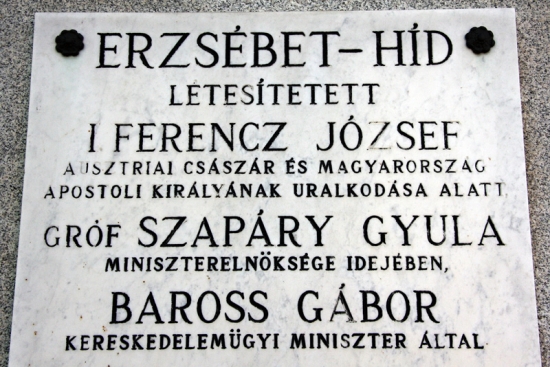 ERZSÉBET-HÍD
LÉTESÍTETETT
I. FERENCZ JÓZSEF
AUSZTRIAI CSÁSZÁR ÉS MAGYARORSZÁG
APOSTOLI KIRÁLYÁNAK URALKODÁSA ALATT
GRÓF SZAPÁRY GYULA
MINISZTERELNÖKSÉGE IDEJÉBEN,
BAROSS GÁBOR
KERESKEDELEMÜGYI MINISZTER ÁLTAL